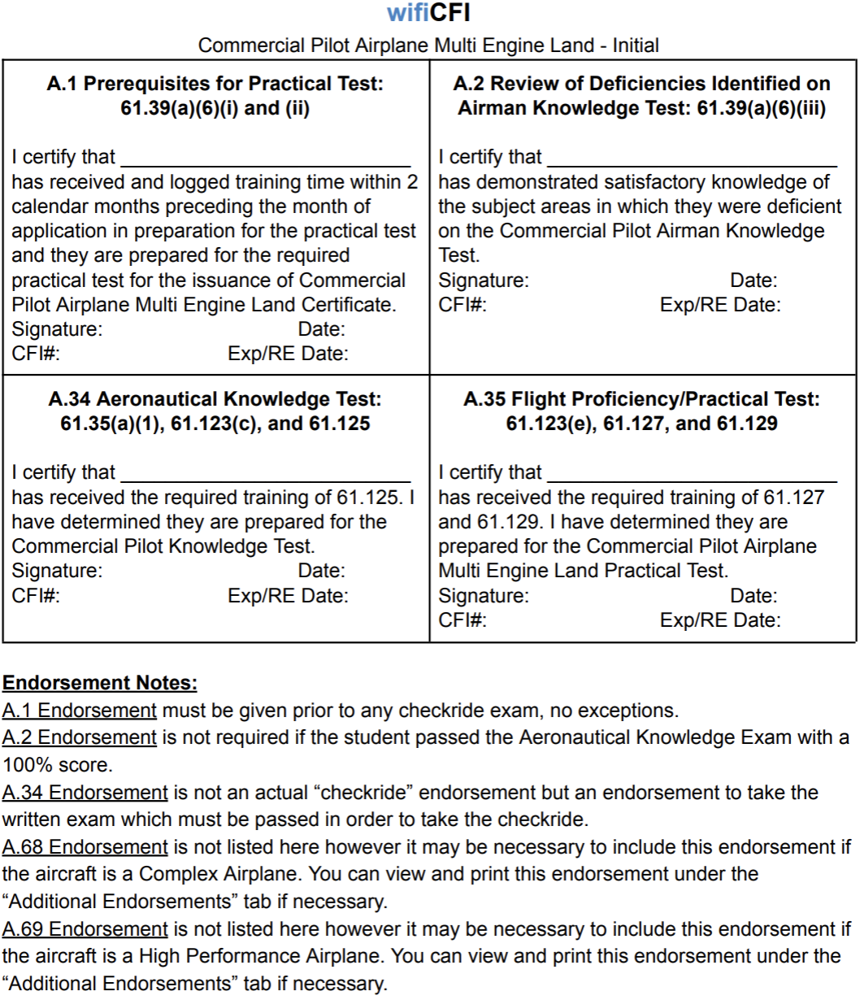 wifiCFI
Commercial Pilot Airplane Multi Engine Land - Initial
A.1 Prerequisites for Practical Test:
61.39(a)(6)(i) and (ii)
I certify that ___________________________
has received and logged training time within 2
calendar months preceding the month of
application in preparation for the practical test
and they are prepared for the required
practical test for the issuance of Commercial
Pilot Airplane Multi Engine Land Certificate.
Signature: Date:
CFI#: Exp/RE Date:
A.2 Review of Deficiencies Identified on
Airman Knowledge Test: 61.39(a)(6)(iii)
I certify that ___________________________
has demonstrated satisfactory knowledge of
the subject areas in which they were deficient
on the Commercial Pilot Airman Knowledge
Test.
Signature: Date:
CFI#: Exp/RE Date:
A.34 Aeronautical Knowledge Test:
61.35(a)(1), 61.123(c), and 61.125
I certify that ___________________________
has received the required training of 61.125. I
have determined they are prepared for the
Commercial Pilot Knowledge Test.
Signature: Date:
CFI#: Exp/RE Date:
A.35 Flight Proficiency/Practical Test:
61.123(e), 61.127, and 61.129
I certify that ___________________________
has received the required training of 61.127
and 61.129. I have determined they are
prepared for the Commercial Pilot Airplane
Multi Engine Land Practical Test.
Signature: Date:
CFI#: Exp/RE Date:
Endorsement Notes:
A.1 Endorsement must be given prior to any checkride exam, no exceptions.
A.2 Endorsement is not required if the student passed the Aeronautical Knowledge Exam with a
100% score.
A.34 Endorsement is not an actual “checkride” endorsement but an endorsement to take the
written exam which must be passed in order to take the checkride.
A.68 Endorsement is not listed here however it may be necessary to include this endorsement if
the aircraft is a Complex Airplane. You can view and print this endorsement under the
“Additional Endorsements” tab if necessary.
A.69 Endorsement is not listed here however it may be necessary to include this endorsement if
the aircraft is a High Performance Airplane. You can view and print this endorsement under the
“Additional Endorsements” tab if necessary.